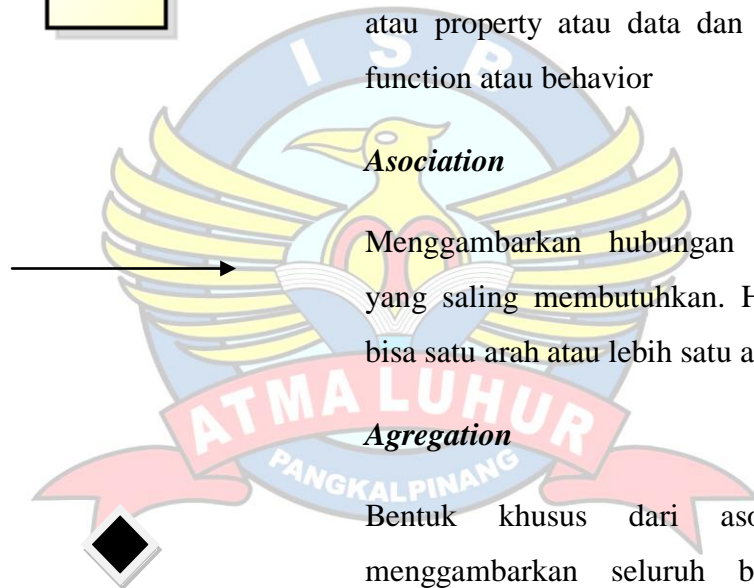 atau property atau data dan
function atau behavior
I S B
Asociation
Menggambarkan hubungan
yang saling membutuhkan.
bisa satu arah atau lebih satu
ATMA LUHUR
Agregation
PANGKALPINANG
Bentuk khusus dari
menggambarkan seluruh